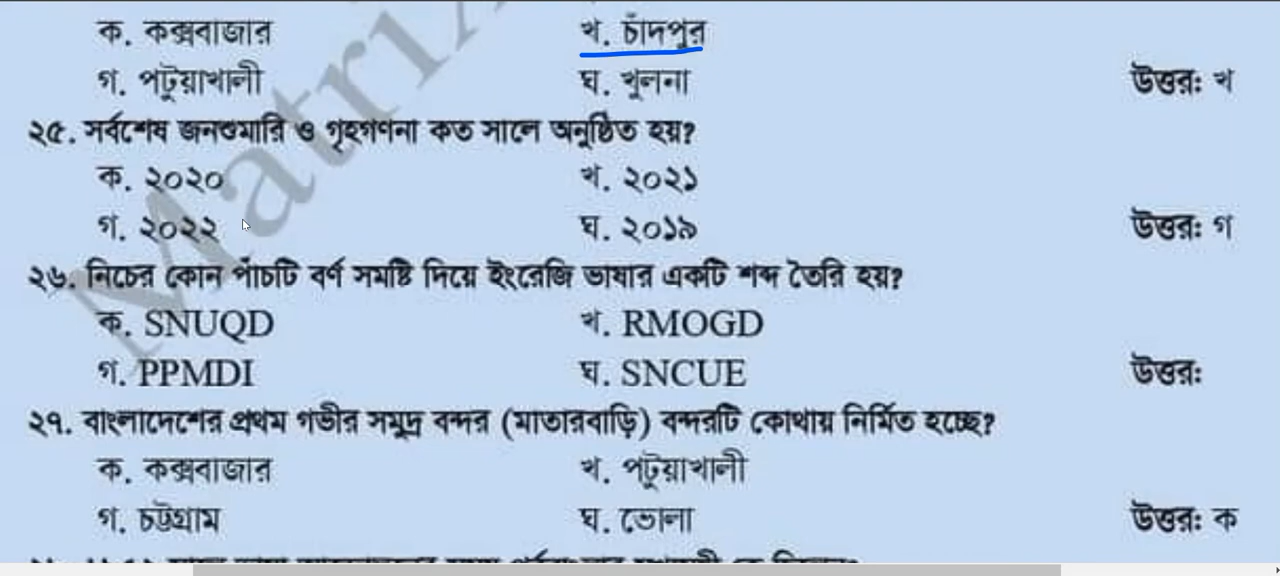 ক. কক্সবাজার খ. চাঁদপুর
গ. পটুয়াখালী ঘ. খুলনা উত্তর: খ
২৫. সর্বশেষ জনশুমারি ও গৃহগণনা কত সালে অনুষ্ঠিত হয়?
ক. ২০২০ খ. ২০২১
গ. ২০২২ ঘ. ২০১৯ উত্তর: গ
২৬. নিচের কোন পাঁচটি বর্ণ সমষ্টি দিয়ে ইংরেজি ভাষার একটি শব্দ তৈরি হয়?
ক. SNUQD খ. RMOGD
গ. PPMDI ঘ. SNCUE উত্তর:
২৭. বাংলাদেশের প্রথম গভীর সমুদ্র বন্দর (মাতারবাড়ি) বন্দরটি কোথায় নির্মিত হচ্ছে?
ক. কক্সবাজার খ. পটুয়াখালী
গ. চট্টগ্রাম ঘ. ভোলা উত্তর: ক